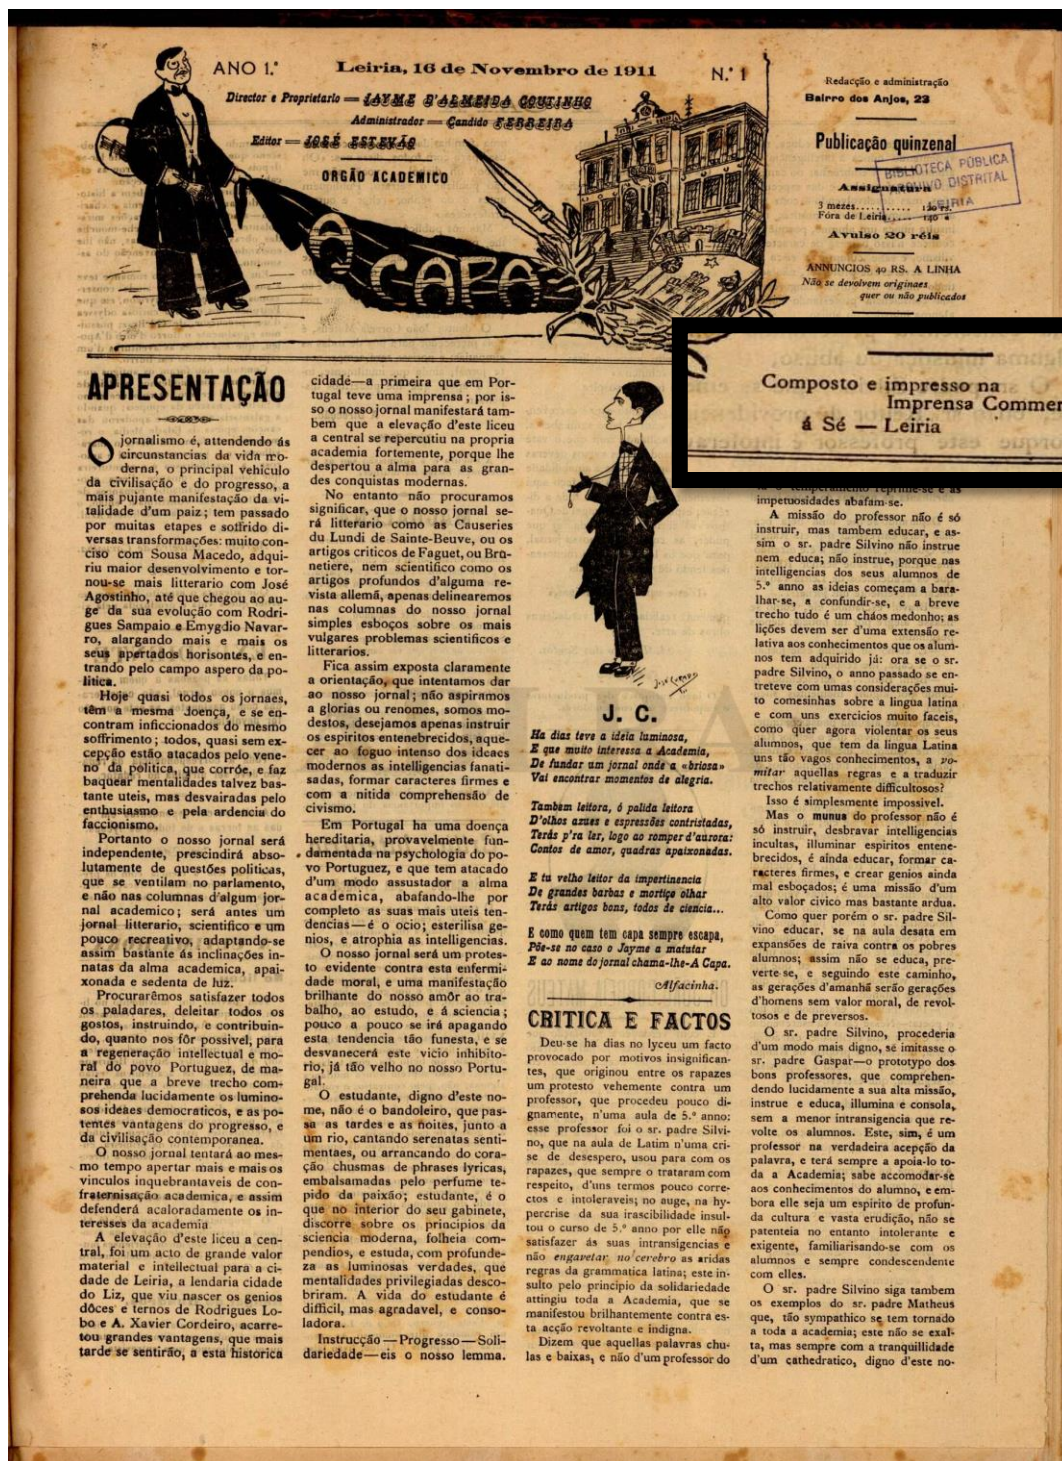 ANO 1.º
Leiria, 16 de Novembro de 1911
N.º 1
Director e Proprietario — JAYME D'ALMEIDA COUTINHO
Administrador — Candido FERREIRA
Editor — JOSÉ ESTEVÃO
ORGÃO ACADEMICO
A CAPA
Redacção e administração
Bairro dos Anjos, 23
Publicação quinzenal
BIBLIOTECA PÚBLICA
ARQUIVO DISTRITAL
LEIRIA
Assignatura
3 mezes.......... 120 rs.
Fóra de Leiria..... 140 «
Avulso 20 réis
ANNUNCIOS 40 RS. A LINHA
Não se devolvem originaes
quer ou não publicados
Composto e impresso na
Imprensa Commer
á Sé — Leiria
APRESENTAÇÃO
O jornalismo é, attendendo ás
circunstancias da vida mo-
derna, o principal vehiculo
da civilisação e do progresso, a
mais pujante manifestação da vi-
talidade d'um paiz; tem passado
por muitas etapes e soffrido di-
versas transformações: muito con-
ciso com Sousa Macedo, adqui-
riu maior desenvolvimento e tor-
nou-se mais litterario com José
Agostinho, até que chegou ao au-
ge da sua evolução com Rodri-
gues Sampaio e Emygdio Navar-
ro, alargando mais e mais os
seus apertados horisontes, e en-
trando pelo campo aspero da po-
litica.
Hoje quasi todos os jornaes,
têm a mesma doença, e se en-
contram inficcionados do mesmo
soffrimento; todos, quasi sem ex-
cepção estão atacados pelo vene-
no da politica, que corróe, e faz
baquear mentalidades talvez bas-
tante uteis, mas desvairadas pelo
enthusiasmo e pela ardencia do
faccionismo.
Portanto o nosso jornal será
independente, prescindirá abso-
lutamente de questões politicas,
que se ventilam no parlamento,
e não nas columnas d'algum jor-
nal academico; será antes um
jornal litterario, scientifico e um
pouco recreativo, adaptando-se
assim bastante ás inclinações in-
natas da alma academica, apai-
xonada e sedenta de luz.
Procurarêmos satisfazer todos
os paladares, deleitar todos os
gostos, instruindo, e contribuin-
do, quanto nos fôr possivel, para
a regeneração intellectual e mo-
ral do povo Portuguez, de ma-
neira que a breve trecho com-
prehenda lucidamente os lumino-
sos idéaes democraticos, e as po-
tentes vantagens do progresso, e
da civilisação contemporanea.
O nosso jornal tentará ao mes-
mo tempo apertar mais e mais os
vinculos inquebrantaveis de con-
fraternisação academica, e assim
defenderá acaloradamente os in-
teresses da academia
A elevação d'este liceu a cen-
tral, foi um acto de grande valor
material e intellectual para a ci-
dade de Leiria, a lendaria cidade
do Liz, que viu nascer os genios
dôces e ternos de Rodrigues Lo-
bo e A. Xavier Cordeiro, acarre-
tou grandes vantagens, que mais
tarde se sentirão, a esta historica
cidade—a primeira que em Por-
tugal teve uma imprensa; por is-
so o nosso jornal manifestará tam-
bem que a elevação d'este liceu
a central se repercutiu na propria
academia fortemente, porque lhe
despertou a alma para as gran-
des conquistas modernas.
No entanto não procuramos
significar, que o nosso jornal se-
rá litterario como as Causeries
du Lundi de Sainte-Beuve, ou os
artigos criticos de Faguet, ou Bru-
netiere, nem scientifico como os
artigos profundos d'alguma re-
vista allemã, apenas delinearemos
nas columnas do nosso jornal
simples esboços sobre os mais
vulgares problemas scientificos e
litterarios.
Fica assim exposta claramente
a orientação, que intentamos dar
ao nosso jornal; não aspiramos
a glorias ou renomes, somos mo-
destos, desejamos apenas instruir
os espiritos entenebrecidos, aque-
cer ao foguo intenso dos ideaes
modernos as intelligencias fanati-
sadas, formar caracteres firmes e
com a nitida comprehensão de
civismo.
Em Portugal ha uma doença
hereditaria, provavelmente fun-
damentada na psychologia do po-
vo Portuguez, e que tem atacado
d'um modo assustador a alma
academica, abafando-lhe por
completo as suas mais uteis ten-
dencias—é o ocio; esterilisa ge-
nios, e atrophia as intelligencias.
O nosso jornal será um protes-
to evidente contra esta enfermi-
dade moral, e uma manifestação
brilhante do nosso amôr ao tra-
balho, ao estudo, e á sciencia;
pouco a pouco se irá apagando
esta tendencia tão funesta, e se
desvanecerá este vicio inhibito-
rio, já tão velho no nosso Portu-
gal.
O estudante, digno d'este no-
me, não é o bandoleiro, que pas-
sa as tardes e as noites, junto a
um rio, cantando serenatas senti-
mentaes, ou arrancando do cora-
ção chusmas de phrases lyricas,
embalsamadas pelo perfume te-
pido da paixão; estudante, é o
que no interior do seu gabinete,
discorre sobre os principios da
sciencia moderna, folheia com-
pendios, e estuda, com profunde-
za as luminosas verdades, que
mentalidades privilegiadas desco-
briram. A vida do estudante é
difficil, mas agradavel, e conso-
ladora.
Instrucção—Progresso—Soli-
dariedade—eis o nosso lemma.
J. C.
Ha dias teve a ideia luminosa,
E que muito interessa a Academia,
De fundar um jornal onde a «briosa»
Vai encontrar momentos de alegria.
Tambem leitora, ó palida leitora
D'olhos azues e espressões contristadas,
Terás p'ra ler, logo ao romper d'aurora:
Contos de amor, quadras apaixonadas.
E tu velho leitor da impertinencia
De grandes barbas e mortiço olhar
Terás artigos bons, todos de ciencia...
E como quem tem capa sempre escapa,
Põe-se no caso o Jayme a matutar
E ao nome do jornal chama-lhe-A Capa.
Alfacinha.
CRITICA E FACTOS
Deu-se ha dias no lyceu um facto
provocado por motivos insignifican-
tes, que originou entre os rapazes
um protesto vehemente contra um
professor, que procedeu pouco di-
gnamente, n'uma aula de 5.º anno:
esse professor foi o sr. padre Silvi-
no, que na aula de Latim n'uma cri-
se de desespero, usou para com os
rapazes, que sempre o trataram com
respeito, d'uns termos pouco corre-
ctos e intoleraveis; no auge, na hy-
percrise da sua irascibilidade insul-
tou o curso de 5.º anno por elle não
satisfazer ás suas intransigencias e
não engavetar no cerebro as aridas
regras da grammatica latina; este in-
sulto pelo principio da solidariedade
attingiu toda a Academia, que se
manifestou brilhantemente contra es-
ta acção revoltante e indigna.
Dizem que aquellas palavras chu-
las e baixas, e não d'um professor do
temperamento reprime-se e as
impetuosidades abafam-se.
A missão do professor não é só
instruir, mas tambem educar, e as-
sim o sr. padre Silvino não instrue
nem educa; não instrue, porque nas
intelligencias dos seus alumnos de
5.º anno as ideias começam a bara-
lhar-se, a confundir-se, e a breve
trecho tudo é um cháos medonho; as
lições devem ser d'uma extensão re-
lativa aos conhecimentos que os alum-
nos tem adquirido já: ora se o sr.
padre Silvino, o anno passado se en-
treteve com umas considerações mui-
to comesinhas sobre a lingua latina
e com uns exercicios muito faceis,
como quer agora violentar os seus
alumnos, que tem da lingua Latina
uns tão vagos conhecimentos, a vo-
mitar aquellas regras e a traduzir
trechos relativamente difficultosos?
Isso é simplesmente impossivel.
Mas o munus do professor não é
só instruir, desbravar intelligencias
incultas, illuminar espiritos entene-
brecidos, é ainda educar, formar ca-
racteres firmes, e crear genios ainda
mal esboçados; é uma missão d'um
alto valor civico mas bastante ardua.
Como quer porém o sr. padre Sil-
vino educar, se na aula desata em
expansões de raiva contra os pobres
alumnos; assim não se educa, pre-
verte-se, e seguindo este caminho,
as gerações d'amanhã serão gerações
d'homens sem valor moral, de revol-
tosos e de preversos.
O sr. padre Silvino, procederia
d'um modo mais digno, se imitasse o
sr. padre Gaspar—o prototypo dos
bons professores, que comprehen-
dendo lucidamente a sua alta missão,
instrue e educa, illumina e consola,
sem a menor intransigencia que re-
volte os alumnos. Este, sim, é um
professor na verdadeira acepção da
palavra, e terá sempre a apoia-lo to-
da a Academia; sabe accomodar-se
aos conhecimentos do alumno, e em-
bora elle seja um espirito de profun-
da cultura e vasta erudição, não se
patenteia no entanto intolerante e
exigente, familiarisando-se com os
alumnos e sempre condescendente
com elles.
O sr. padre Silvino siga tambem
os exemplos do sr. padre Matheus
que, tão sympathico se tem tornado
a toda a academia; este não se exal-
ta, mas sempre com a tranquillidade
d'um cathedratico, digno d'este no-